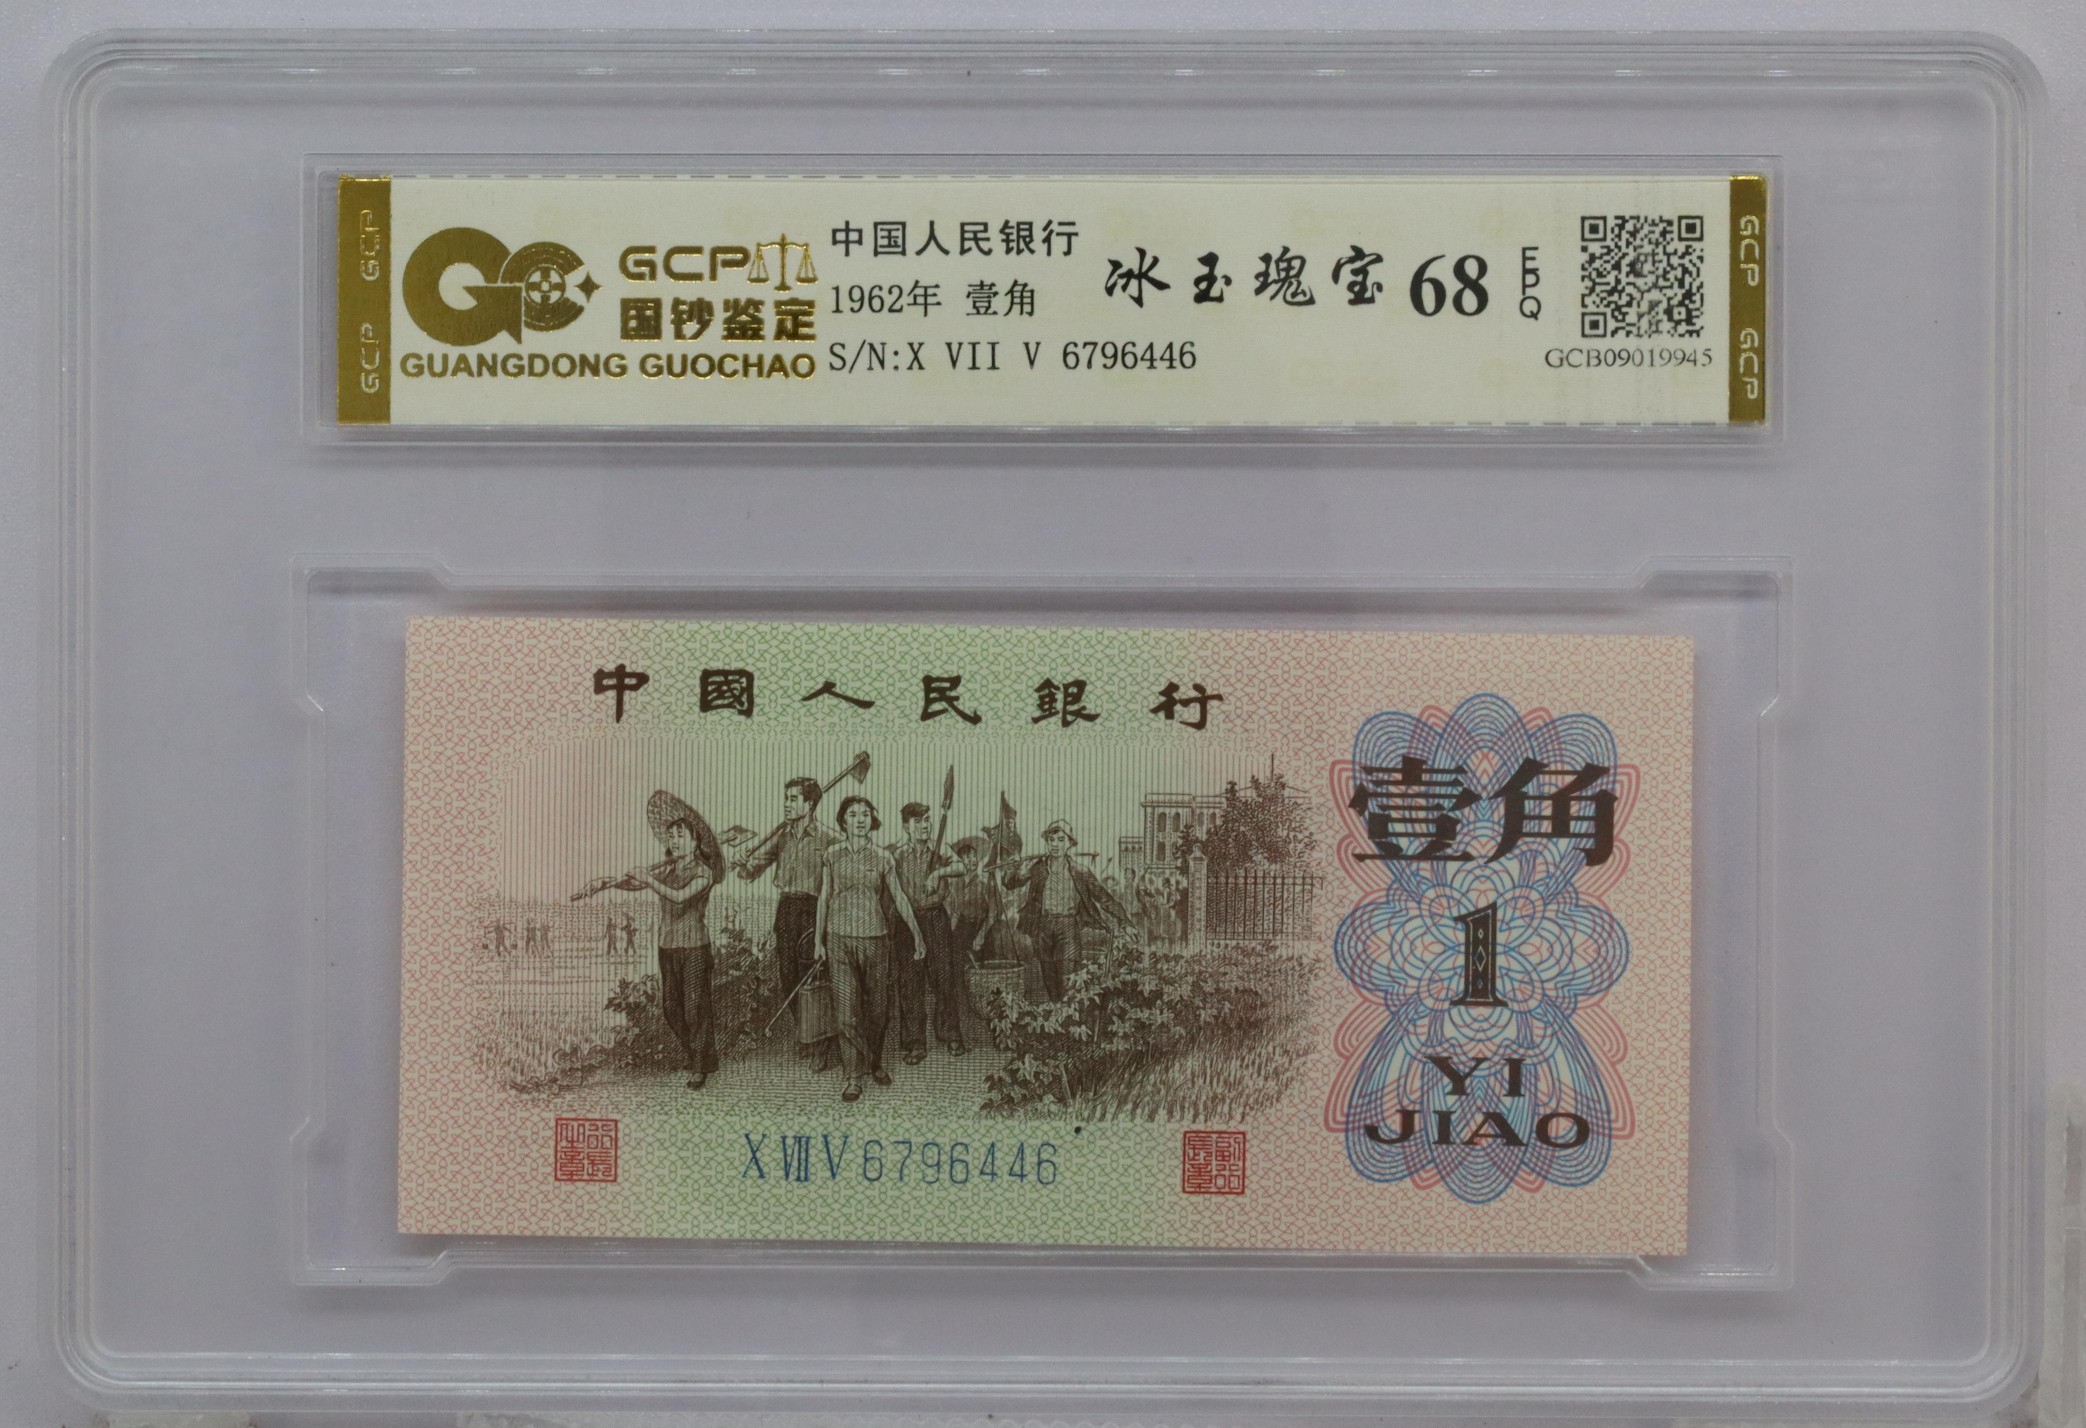 GCP
国钞鉴定
GUANGDONG GUOCHAO
中国人民银行
1962年 壹角
S/N:X VII V 6796446
冰玉瑰宝 68
EPQ
GCB09019945
GCP GCP
GCP GCP
中國人民銀行
壹角
1
YI
JIAO
X VII V 6796446